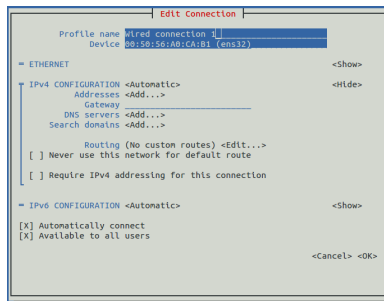 Edit Connection
Profile name Wired connection 1
Device 00:50:56:A0:CA:B1 (ens32)
= ETHERNET <Show>
= IPv4 CONFIGURATION <Automatic> <Hide>
Addresses <Add...>
Gateway
DNS servers <Add...>
Search domains <Add...>
Routing (No custom routes) <Edit...>
[ ] Never use this network for default route
[ ] Require IPv4 addressing for this connection
= IPv6 CONFIGURATION <Automatic> <Show>
[X] Automatically connect
[X] Available to all users
<Cancel> <OK>